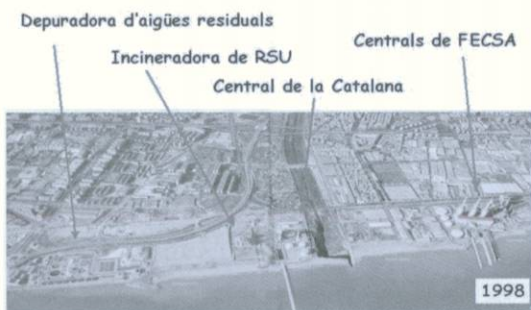 Depuradora d'aigües residuals
Incineradora de RSU
Centrals de FECSA
Central de la Catalana
1998